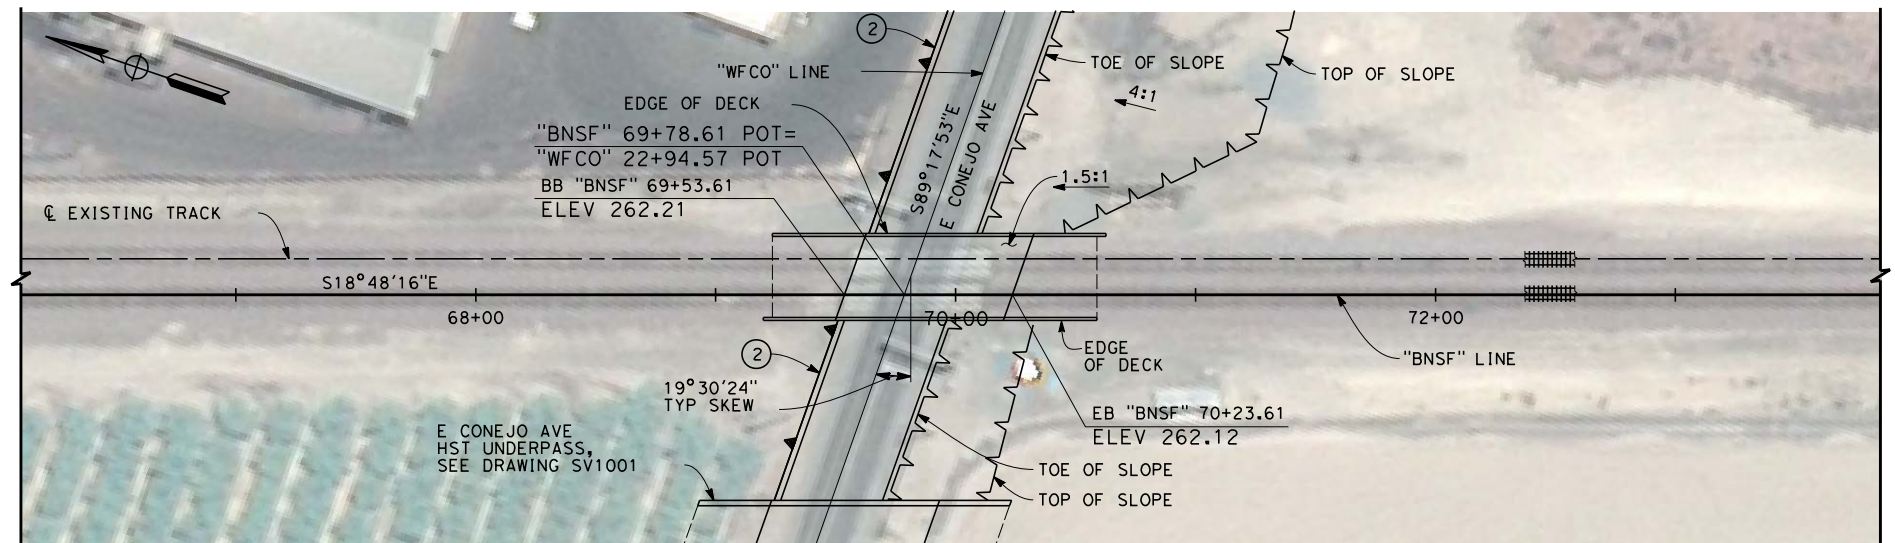 2
"WFCO" LINE
TOE OF SLOPE
TOP OF SLOPE
4:1
EDGE OF DECK
"BNSF" 69+78.61 POT=
"WFCO" 22+94.57 POT
BB "BNSF" 69+53.61
ELEV 262.21
S89°17'53"E
E CONEJO AVE
1.5:1
℄ EXISTING TRACK
S18°48'16"E
68+00
70+00
72+00
2
EDGE
OF DECK
"BNSF" LINE
19°30'24"
TYP SKEW
EB "BNSF" 70+23.61
ELEV 262.12
E CONEJO AVE
HST UNDERPASS,
SEE DRAWING SV1001
TOE OF SLOPE
TOP OF SLOPE